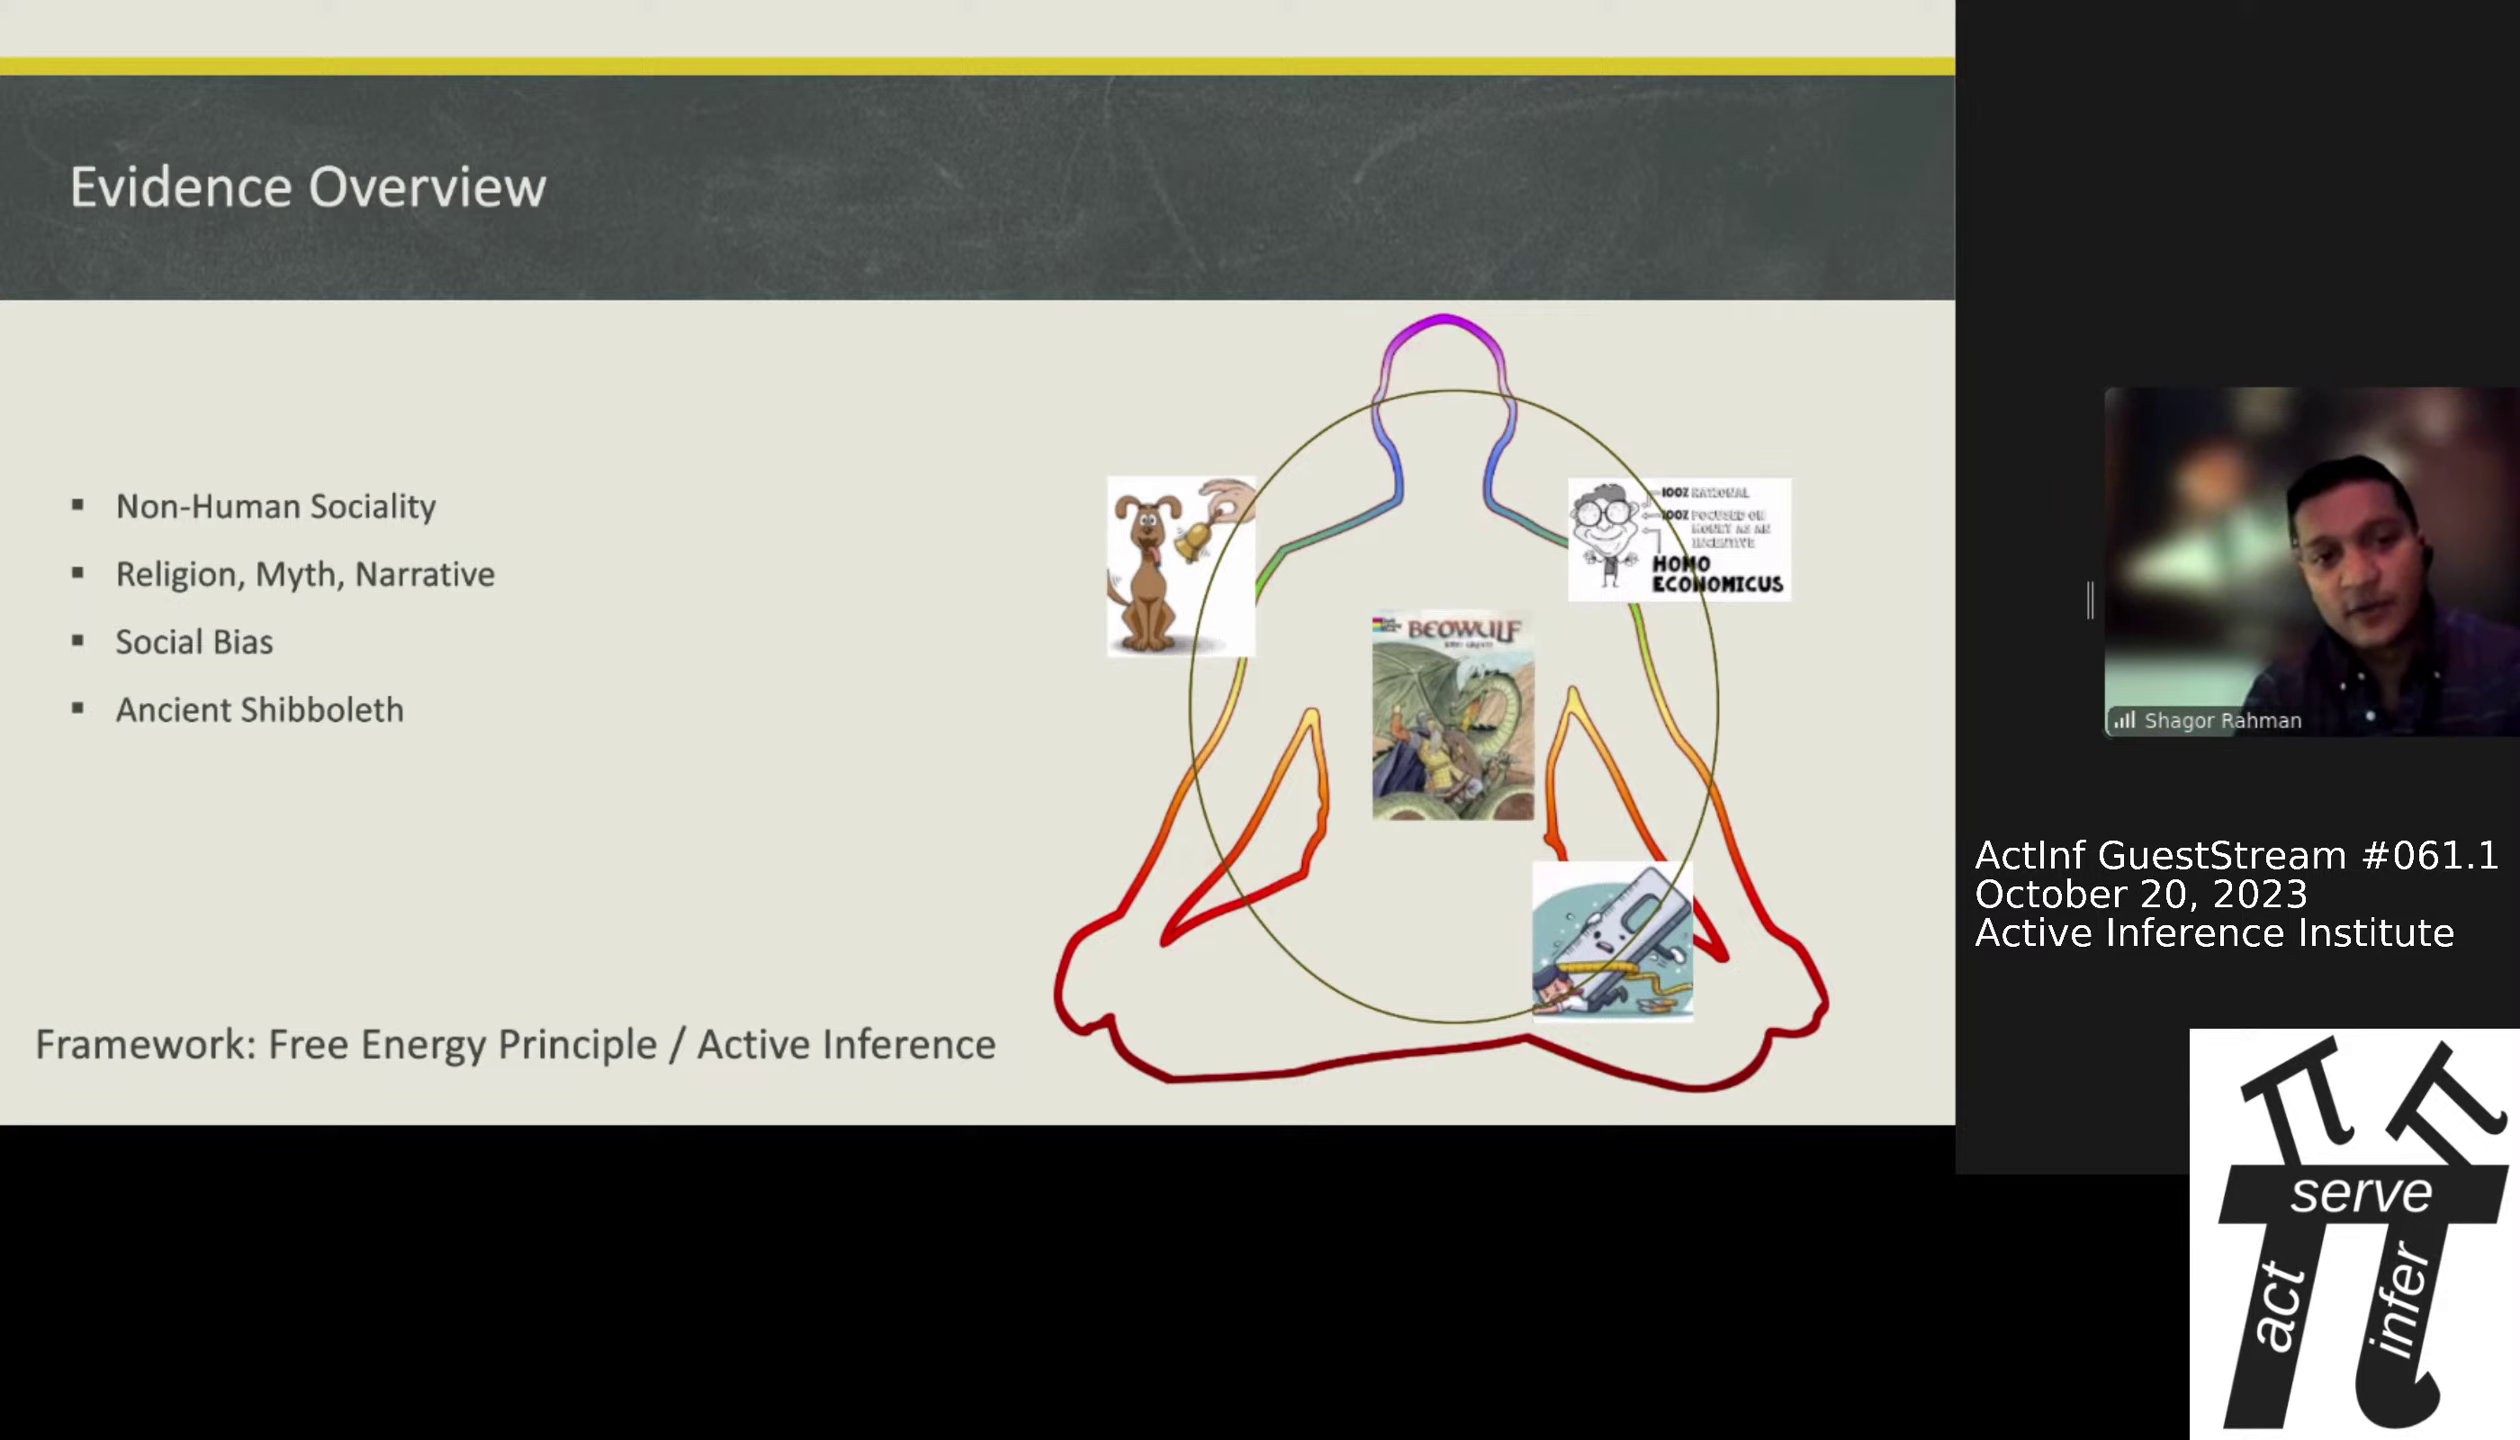 Evidence Overview
Non-Human Sociality
Religion, Myth, Narrative
Social Bias
Ancient Shibboleth
Framework: Free Energy Principle / Active Inference
100% RATIONAL
100% FOCUSED ON
MONEY AS AN
INCENTIVE
HOMO
ECONOMICUS
BEOWULF
Shagor Rahman
ActInf GuestStream #061.1
October 20, 2023
Active Inference Institute
serve
act
infer